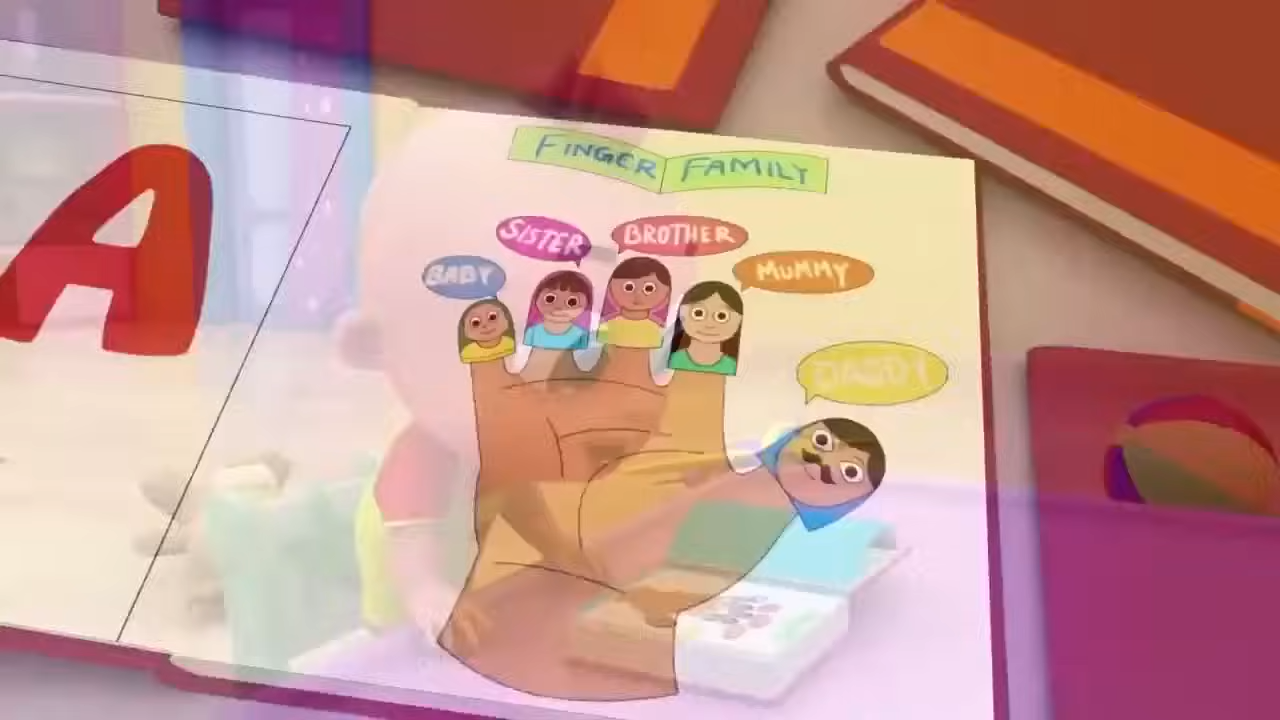 A
FINGER FAMILY
SISTER
BROTHER
BABY
MUMMY
DADDY